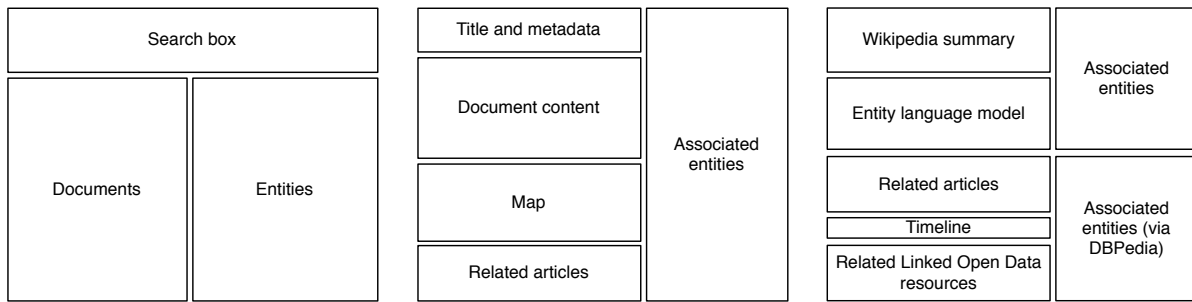 Search box
Documents
Entities
Title and metadata
Document content
Map
Related articles
Associated
entities
Wikipedia summary
Entity language model
Related articles
Timeline
Related Linked Open Data
resources
Associated
entities
Associated
entities (via
DBPedia)